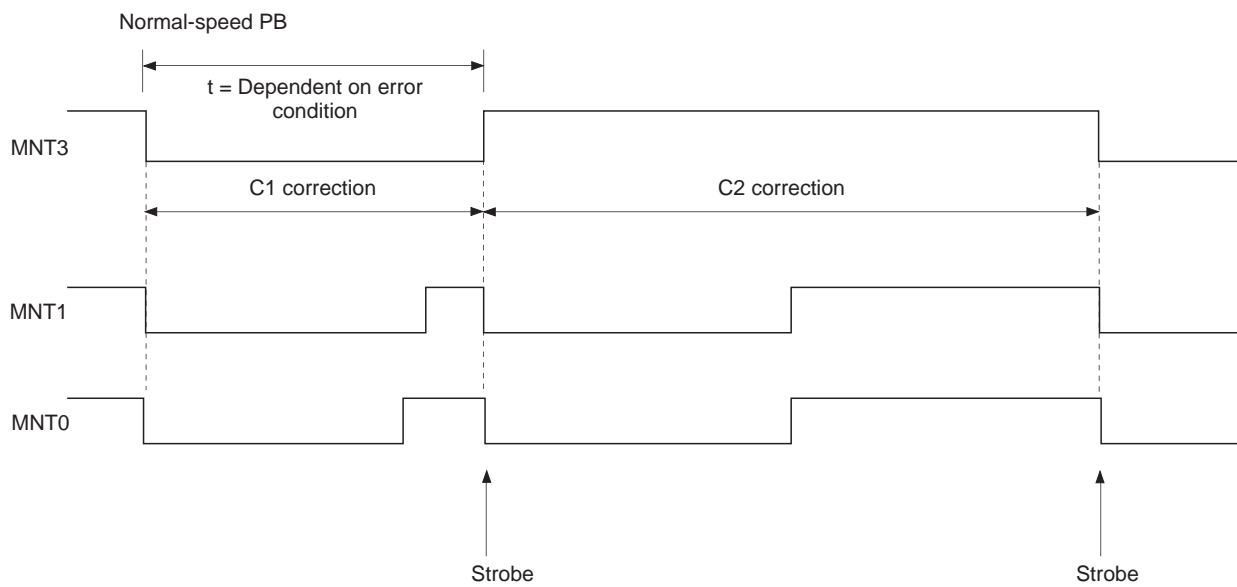 Normal-speed PB
t = Dependent on error
condition
MNT3
C1 correction
C2 correction
MNT1
MNT0
Strobe
Strobe